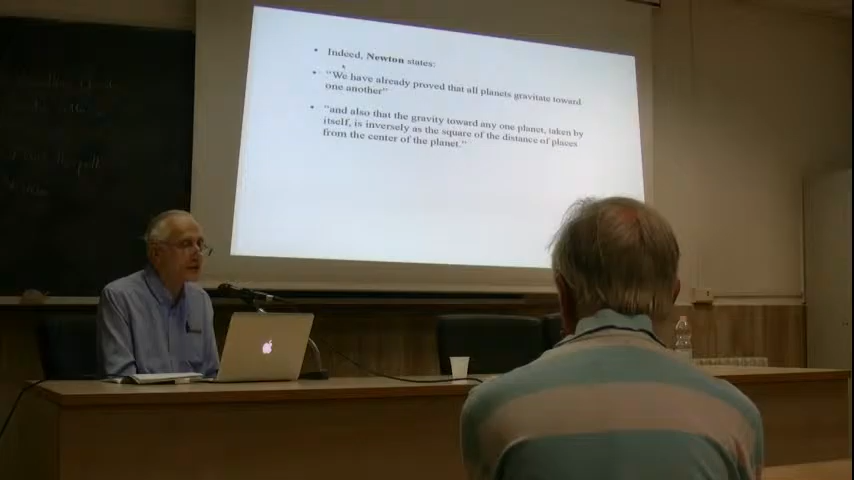 • Indeed, Newton states:
• "We have already proved that all planets gravitate toward
one another"
• "and also that the gravity toward any one planet, taken by
itself, is inversely as the square of the distance of places
from the center of the planet."